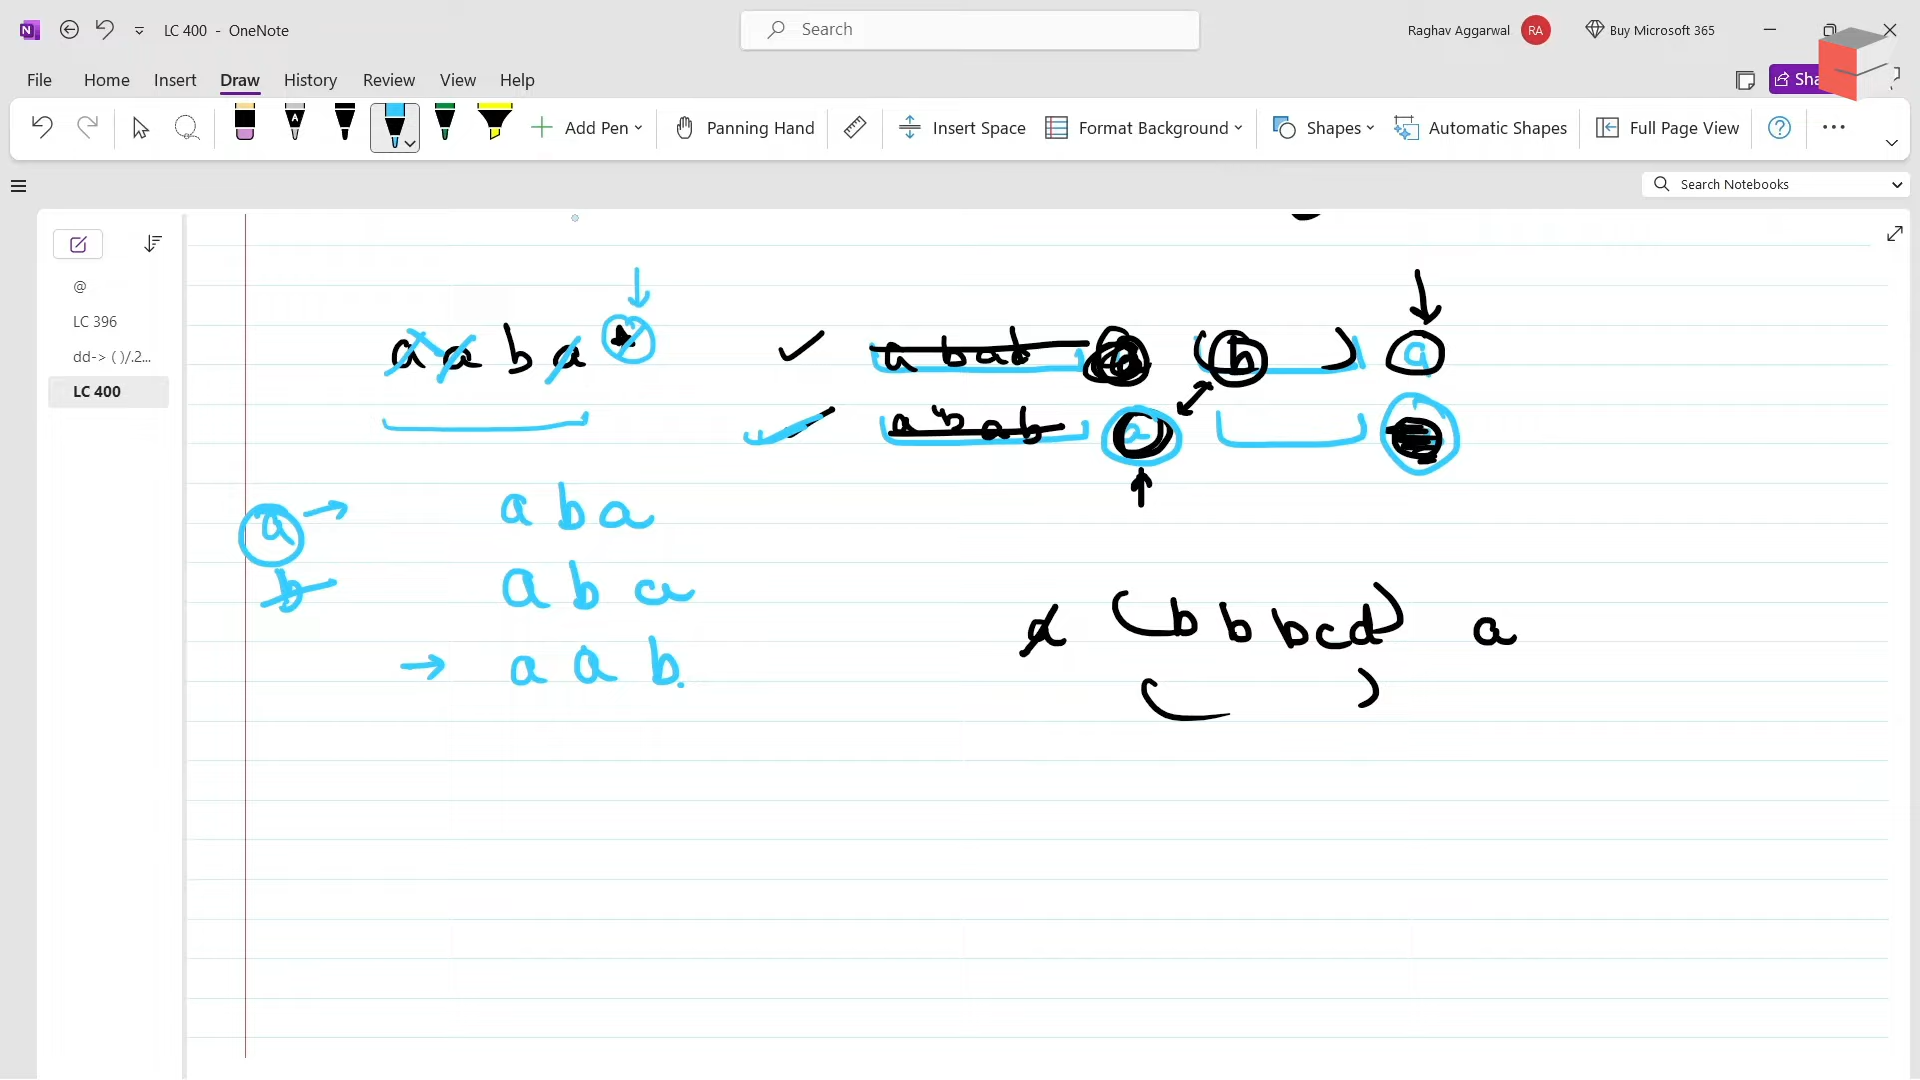 LC 400 - OneNote
Search
Raghav Aggarwal
RA
Buy Microsoft 365
File Home Insert Draw History Review View Help
Sha
Add Pen
Panning Hand
Insert Space
Format Background
Shapes
Automatic Shapes
Full Page View
Search Notebooks
@
LC 396
dd-> ( )/.2...
LC 400
a a b a *
a b a b a ( b ) a
a b a b a
a → a b a
b a b a
→ a a b.
a ( b b b c d ) a
( )